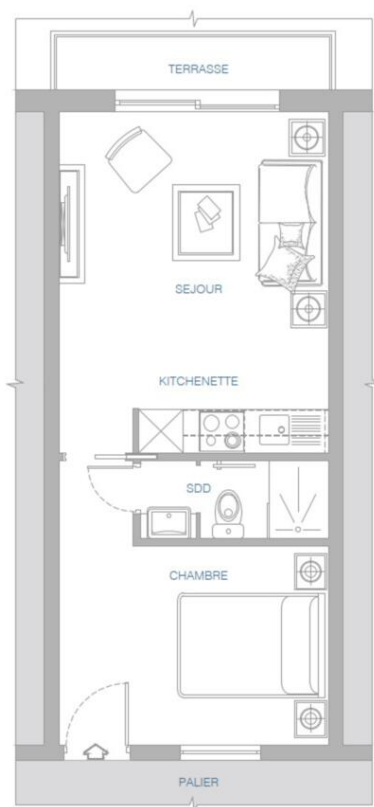 TERRASSE
SEJOUR
KITCHENETTE
SDD
CHAMBRE
PALIER